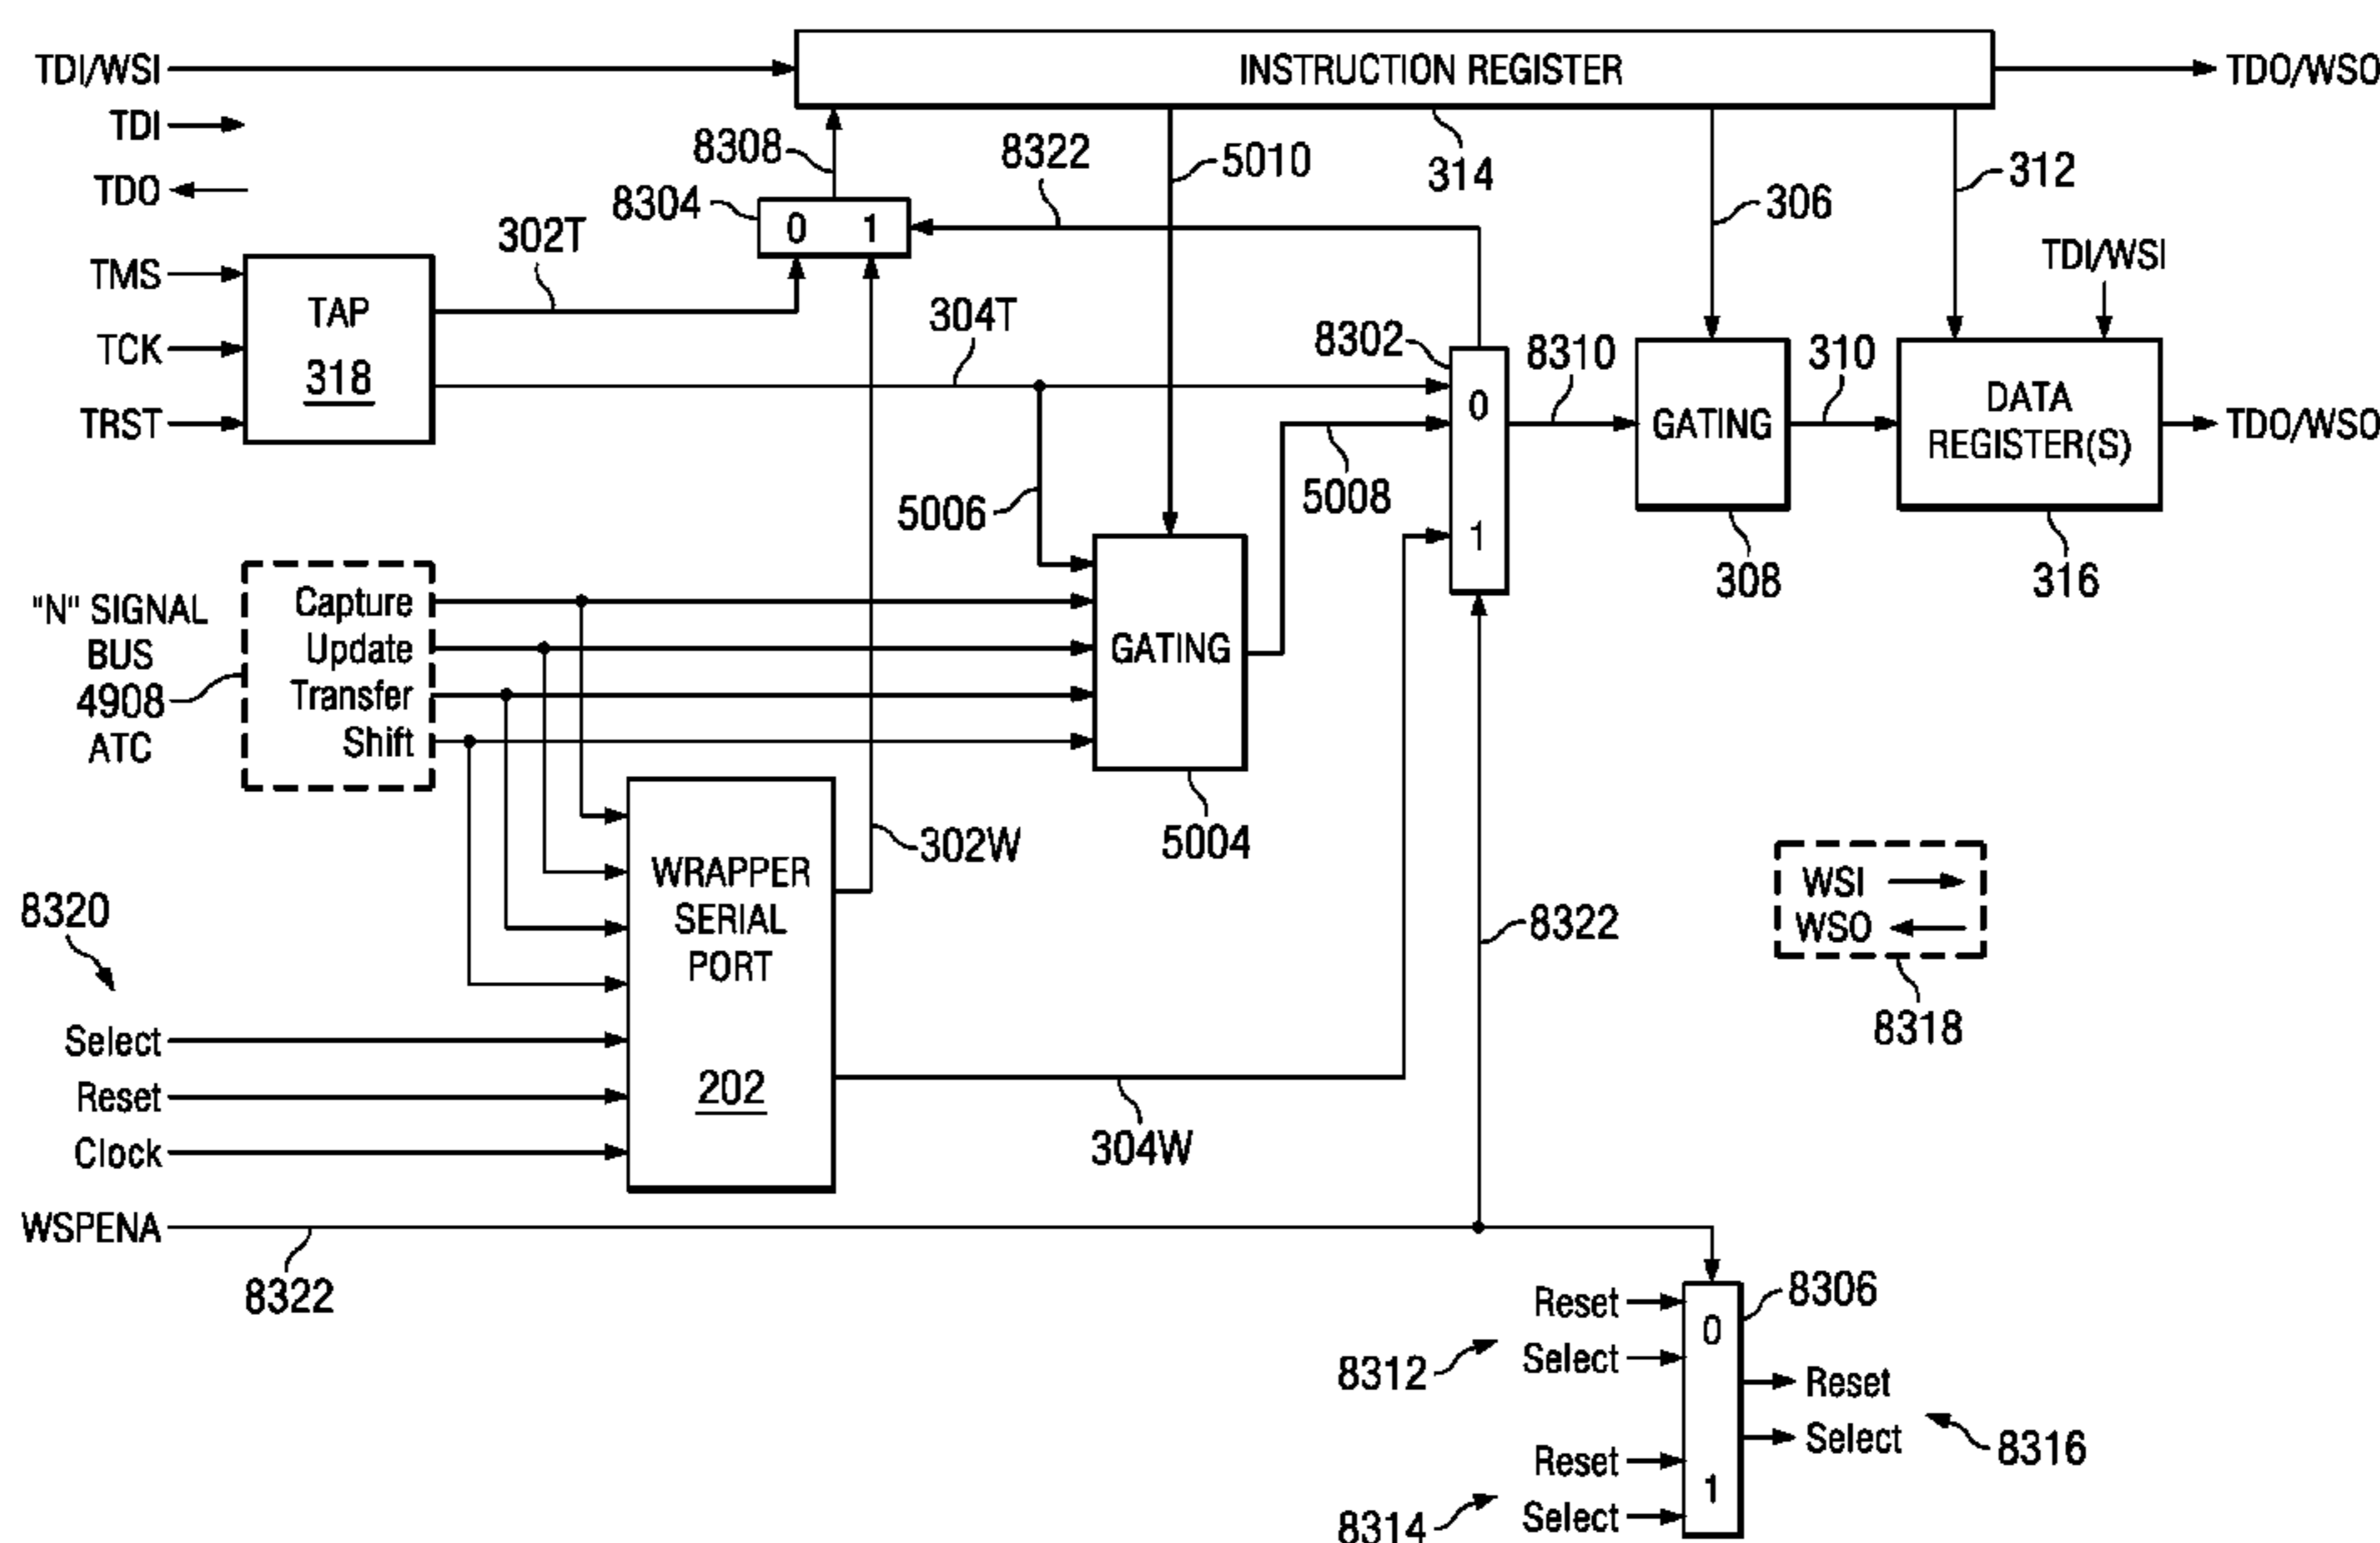 TDI/WSI
INSTRUCTION REGISTER
TDO/WSO
TDI
TDO
8308
8322
5010
314
306
312
8304
0 1
302T
TDI/WSI
TMS
TCK
TRST
TAP
318
304T
8302
0
1
8310
GATING
310
DATA
REGISTER(S)
TDO/WSO
5006
5008
308
316
"N" SIGNAL
BUS
4908
ATC
Capture
Update
Transfer
Shift
GATING
5004
302W
WRAPPER
SERIAL
PORT
202
8320
Select
Reset
Clock
304W
8322
WSI
WSO
8318
WSPENA
8322
Reset
Select
8312
Reset
Select
8314
0
1
8306
Reset
Select
8316